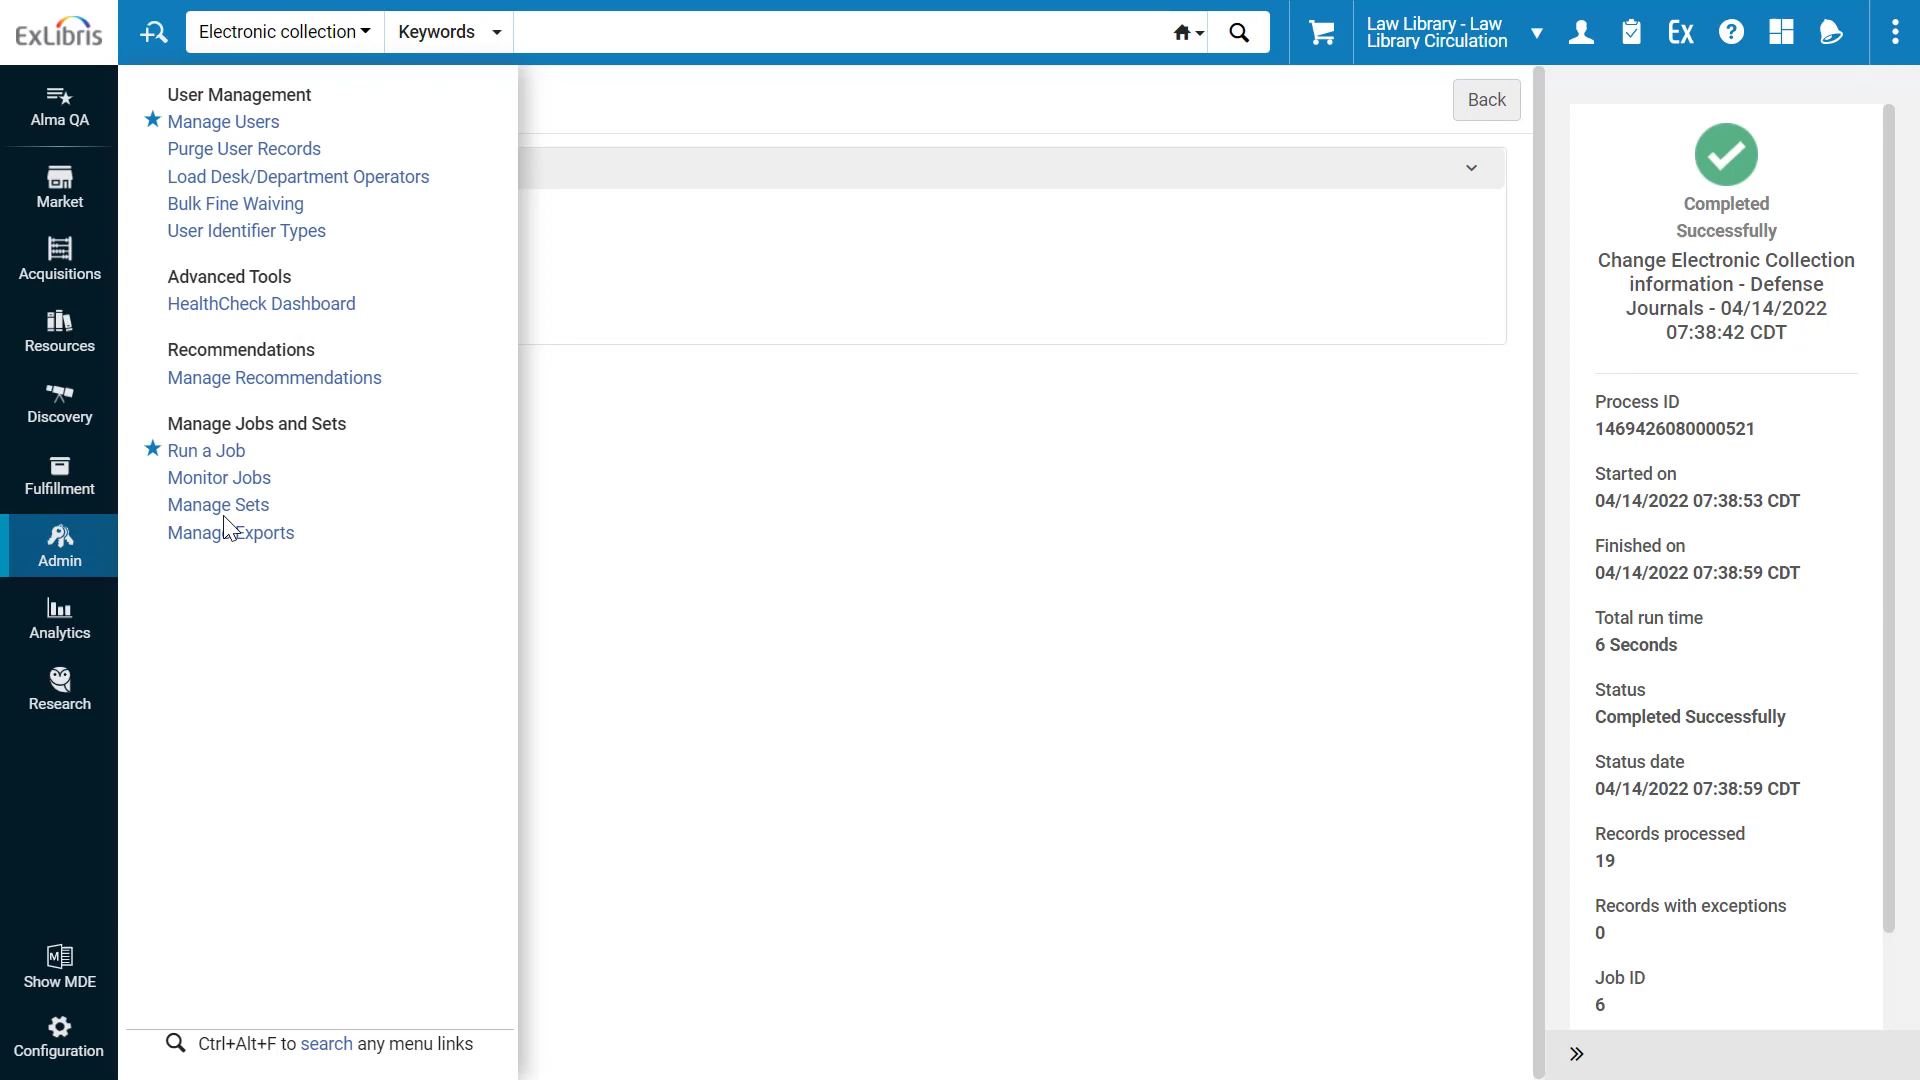 ExLibris
Electronic collection
Keywords
Law Library - Law
Library Circulation
Ex
?
Alma QA
Market
Acquisitions
Resources
Discovery
Fulfillment
Admin
Analytics
Research
Show MDE
Configuration
User Management
Manage Users
Purge User Records
Load Desk/Department Operators
Bulk Fine Waiving
User Identifier Types
Advanced Tools
HealthCheck Dashboard
Recommendations
Manage Recommendations
Manage Jobs and Sets
Run a Job
Monitor Jobs
Manage Sets
Manage Exports
Ctrl+Alt+F to search any menu links
Back
Completed
Successfully
Change Electronic Collection
information - Defense
Journals - 04/14/2022
07:38:42 CDT
Process ID
1469426080000521
Started on
04/14/2022 07:38:53 CDT
Finished on
04/14/2022 07:38:59 CDT
Total run time
6 Seconds
Status
Completed Successfully
Status date
04/14/2022 07:38:59 CDT
Records processed
19
Records with exceptions
0
Job ID
6